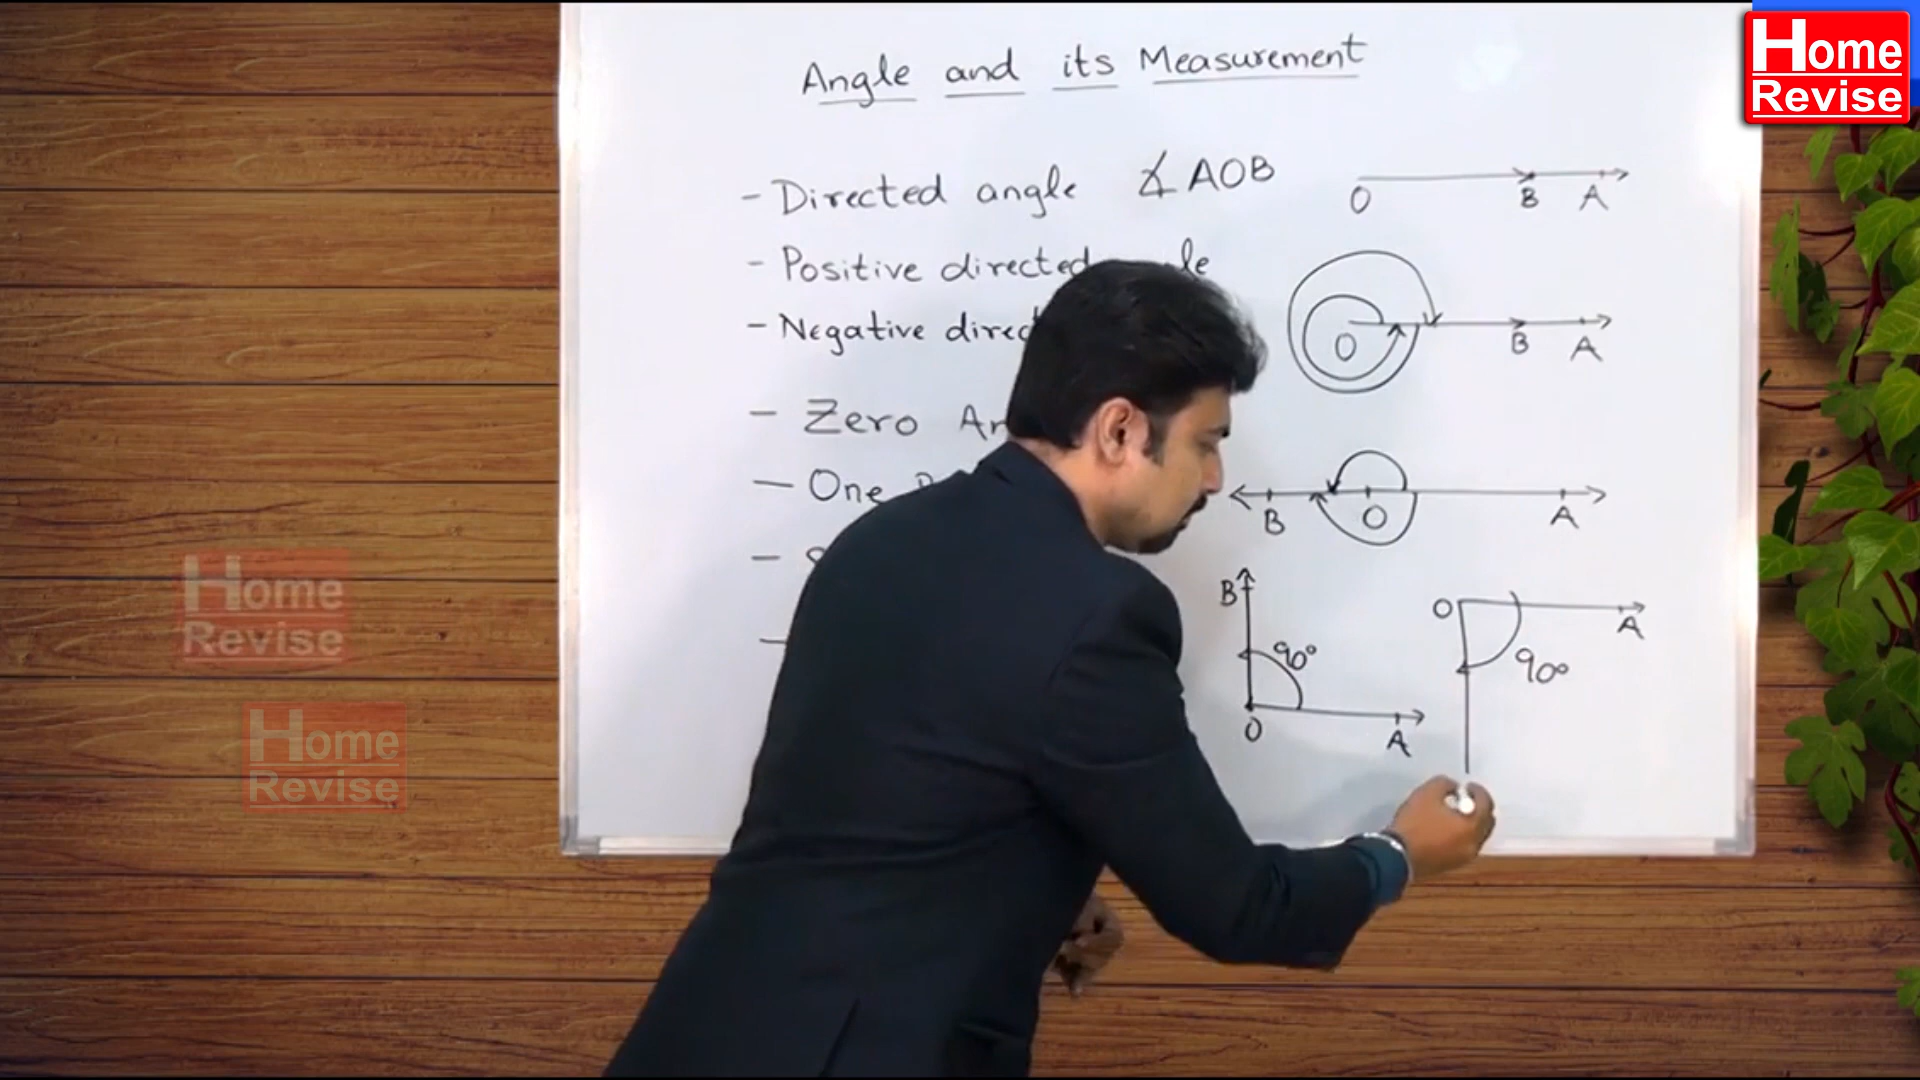 Home
Revise
Angle and its Measurement
- Directed angle ∡ AOB
O B A
- Positive directed
- Negative
O B A
- Zero
- One
B O A
B
90°
O A
O A
90°
Home
Revise
Home
Revise